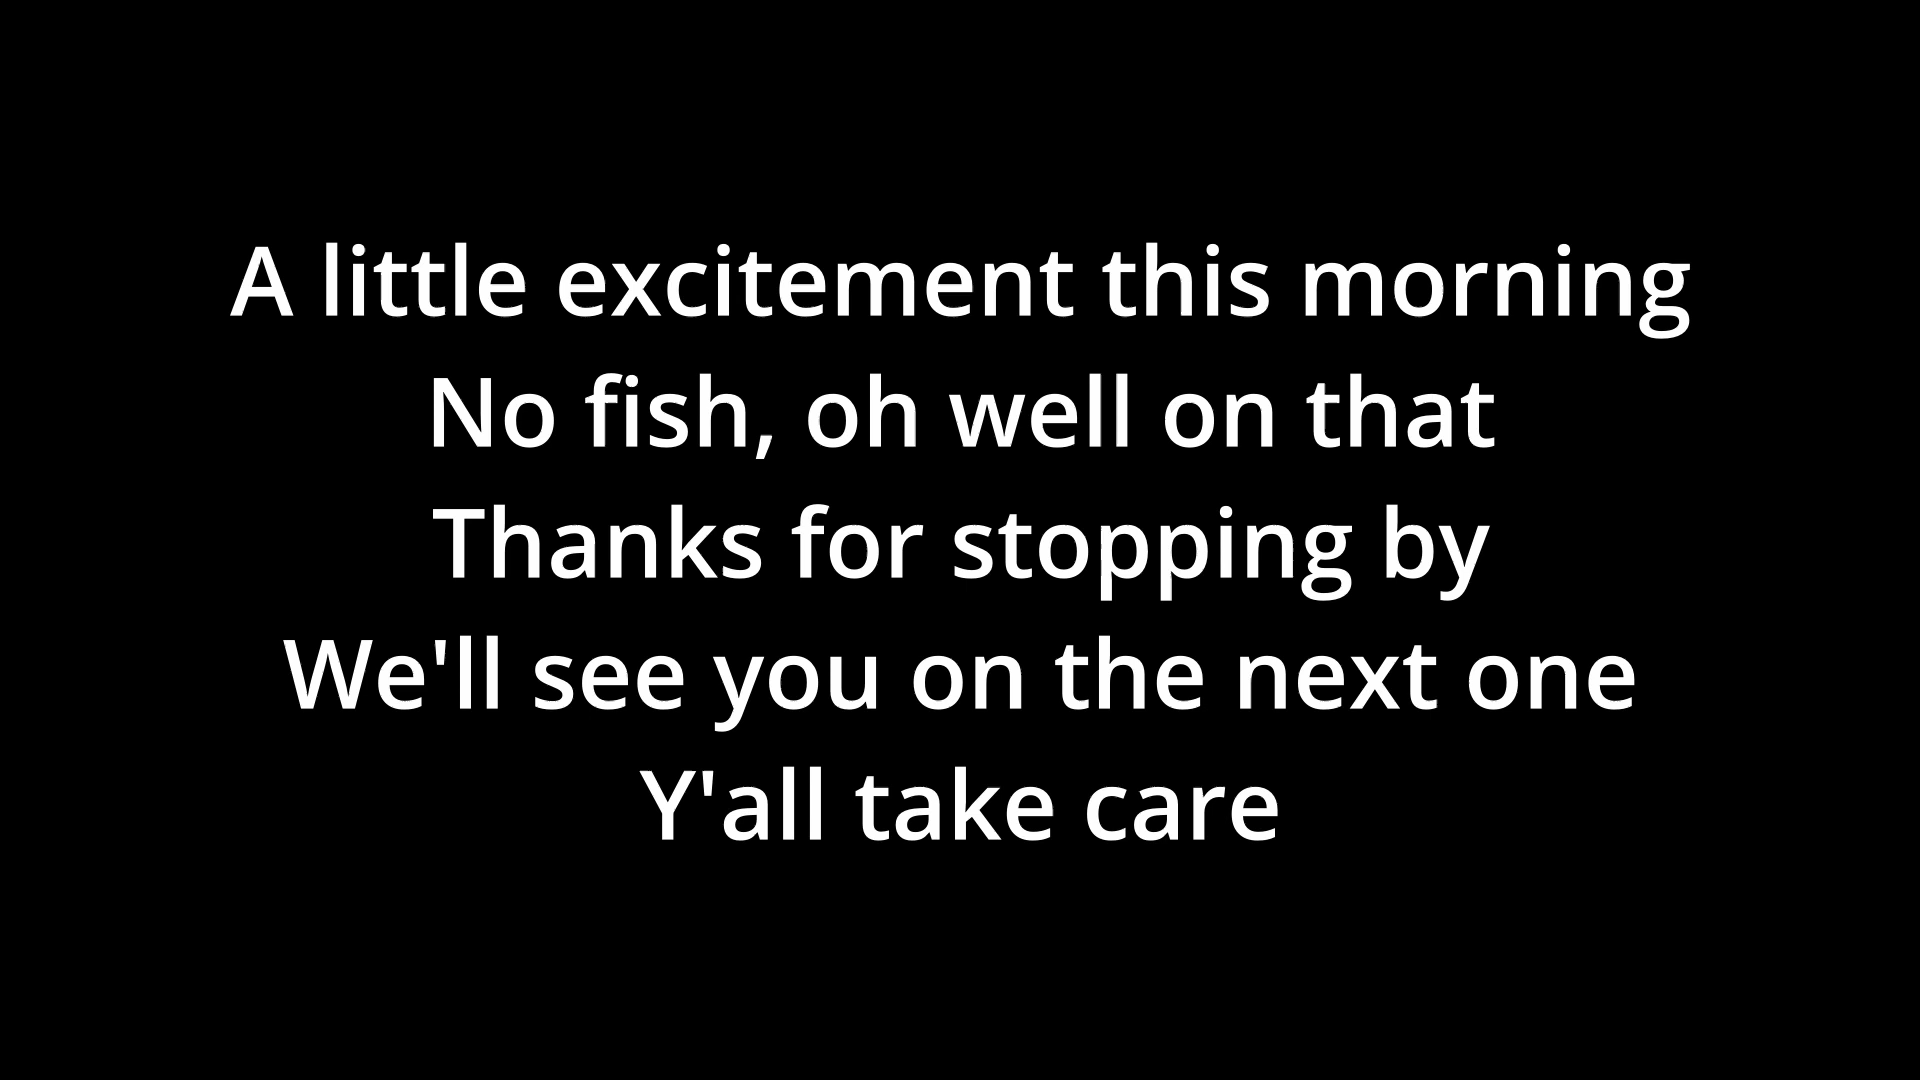 A little excitement this morning
No fish, oh well on that
Thanks for stopping by
We'll see you on the next one
Y'all take care